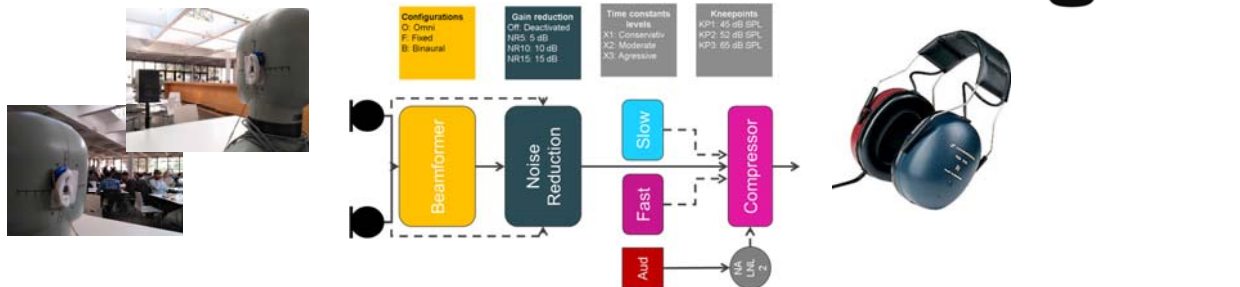 Configurations
O: Omni
F: Fixed
B: Binaural
Gain reduction
Off: Deactivated
NR5: 5 dB
NR10: 10 dB
NR15: 15 dB
Time constants
levels
X1: Conservativ
X2: Moderate
X3: Agressive
Kneepoints
KP1: 45 dB SPL
KP2: 52 dB SPL
KP3: 65 dB SPL
Beamformer
Noise
Reduction
Slow
Fast
Compressor
Aud
NA
LNL
2